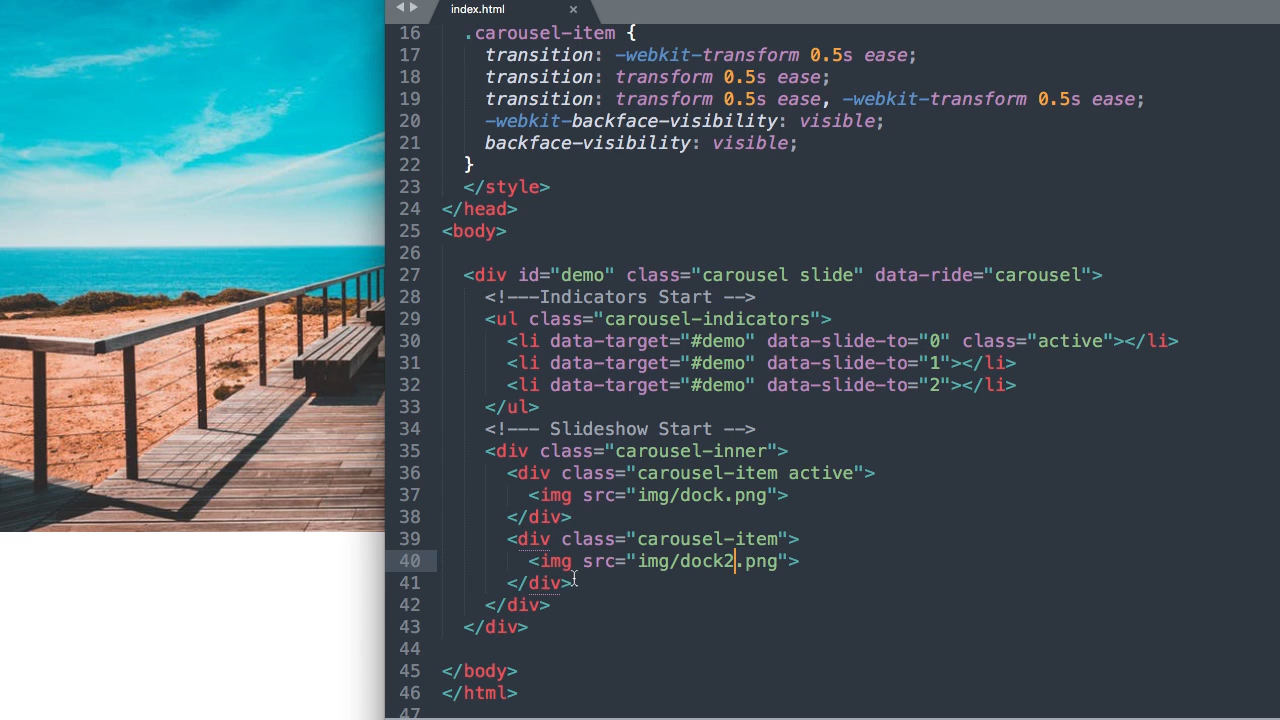 index.html ×
16 .carousel-item {
17 transition: -webkit-transform 0.5s ease;
18 transition: transform 0.5s ease;
19 transition: transform 0.5s ease, -webkit-transform 0.5s ease;
20 -webkit-backface-visibility: visible;
21 backface-visibility: visible;
22 }
23 </style>
24 </head>
25 <body>
26
27 <div id="demo" class="carousel slide" data-ride="carousel">
28 <!---Indicators Start -->
29 <ul class="carousel-indicators">
30 <li data-target="#demo" data-slide-to="0" class="active"></li>
31 <li data-target="#demo" data-slide-to="1"></li>
32 <li data-target="#demo" data-slide-to="2"></li>
33 </ul>
34 <!--- Slideshow Start -->
35 <div class="carousel-inner">
36 <div class="carousel-item active">
37 <img src="img/dock.png">
38 </div>
39 <div class="carousel-item">
40 <img src="img/dock2.png">
41 </div>
42 </div>
43 </div>
44
45 </body>
46 </html>
47